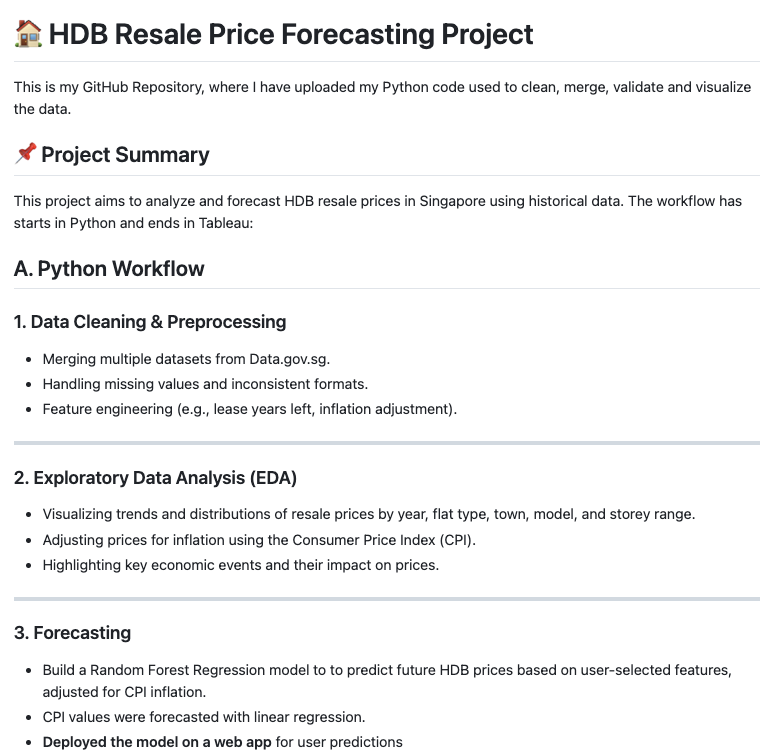 🏠 HDB Resale Price Forecasting Project
This is my GitHub Repository, where I have uploaded my Python code used to clean, merge, validate and visualize
the data.
📌 Project Summary
This project aims to analyze and forecast HDB resale prices in Singapore using historical data. The workflow has
starts in Python and ends in Tableau:
A. Python Workflow
1. Data Cleaning & Preprocessing
• Merging multiple datasets from Data.gov.sg.
• Handling missing values and inconsistent formats.
• Feature engineering (e.g., lease years left, inflation adjustment).
2. Exploratory Data Analysis (EDA)
• Visualizing trends and distributions of resale prices by year, flat type, town, model, and storey range.
• Adjusting prices for inflation using the Consumer Price Index (CPI).
• Highlighting key economic events and their impact on prices.
3. Forecasting
• Build a Random Forest Regression model to to predict future HDB prices based on user-selected features,
adjusted for CPI inflation.
• CPI values were forecasted with linear regression.
• Deployed the model on a web app for user predictions